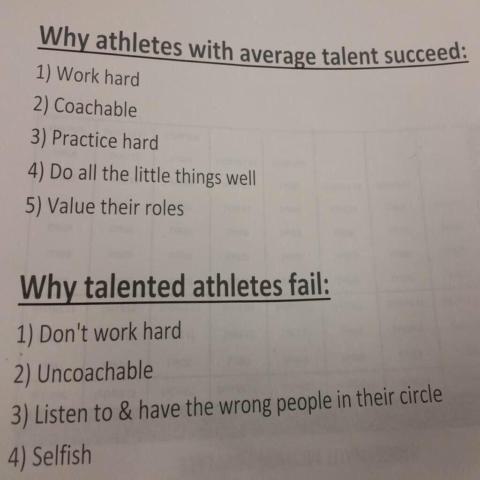 Why athletes with average talent succeed:
1) Work hard
2) Coachable
3) Practice hard
4) Do all the little things well
5) Value their roles
Why talented athletes fail:
1) Don't work hard
2) Uncoachable
3) Listen to & have the wrong people in their circle
4) Selfish